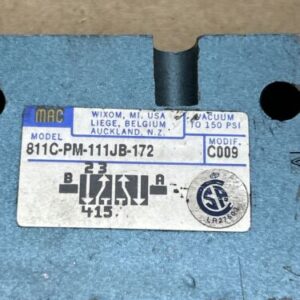 MAC
WIXOM, MI. USA
LIEGE, BELGIUM
AUCKLAND, N.Z.
VACUUM
TO 150 PSI
MODEL
MODIF.
811C-PM-111JB-172
C009
23
B A
415